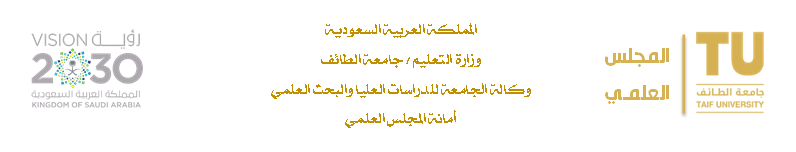 رؤيـــة VISION
2030
المملكة العربية السعودية
KINGDOM OF SAUDI ARABIA
المملكة العربية السعودية
وزارة التعليم / جامعة الطائف
وكالة الجامعة للدراسات العليا والبحث العلمي
أمانة المجلس العلمي
المجلس
العلمي
TU
جامعة الطائف
TAIF UNIVERSITY